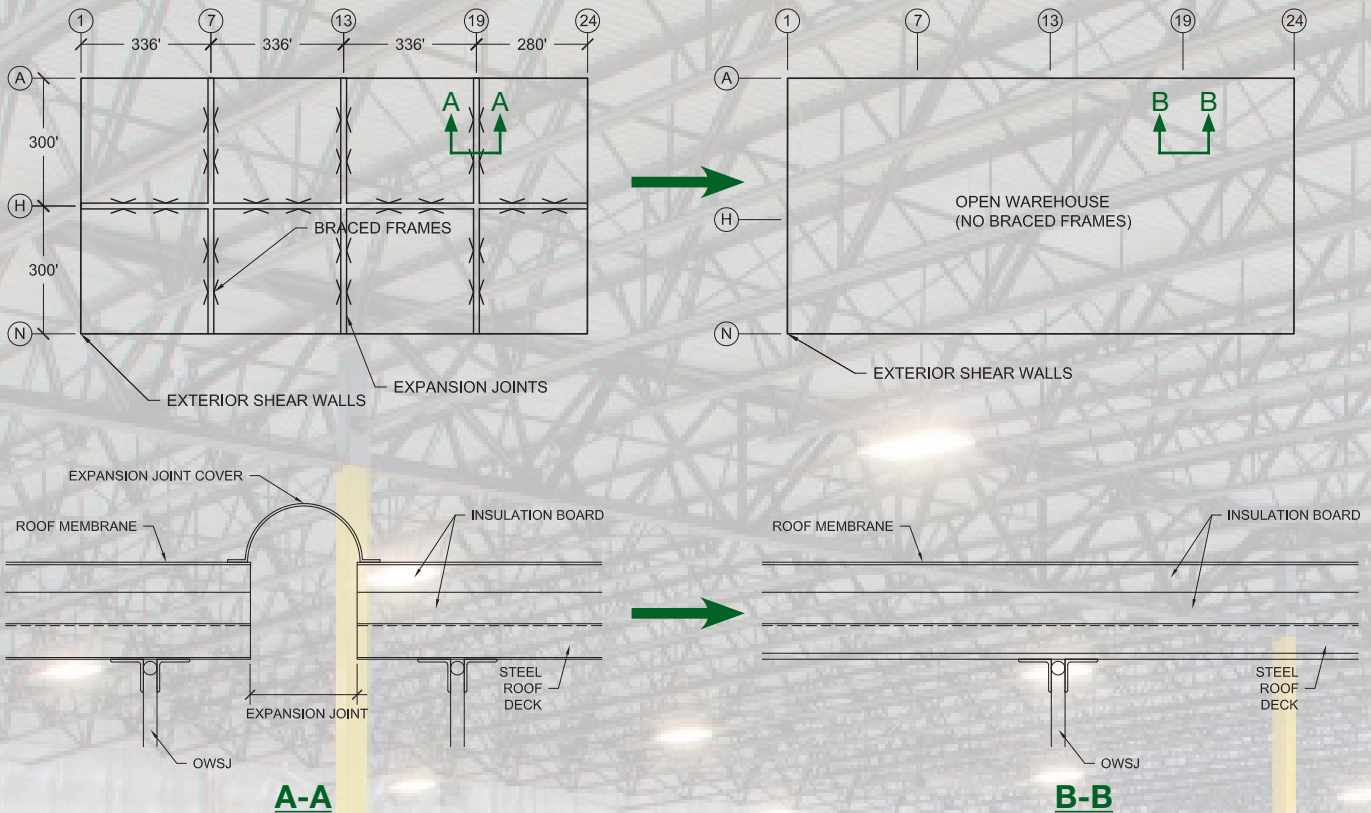 1
7
13
19
24
336'
336'
336'
280'
A
300'
H
300'
N
A
A
BRACED FRAMES
EXTERIOR SHEAR WALLS
EXPANSION JOINTS
1
7
13
19
24
A
H
N
B
B
OPEN WAREHOUSE
(NO BRACED FRAMES)
EXTERIOR SHEAR WALLS
EXPANSION JOINT COVER
ROOF MEMBRANE
INSULATION BOARD
STEEL
ROOF
DECK
EXPANSION JOINT
OWSJ
A-A
ROOF MEMBRANE
INSULATION BOARD
STEEL
ROOF
DECK
OWSJ
B-B